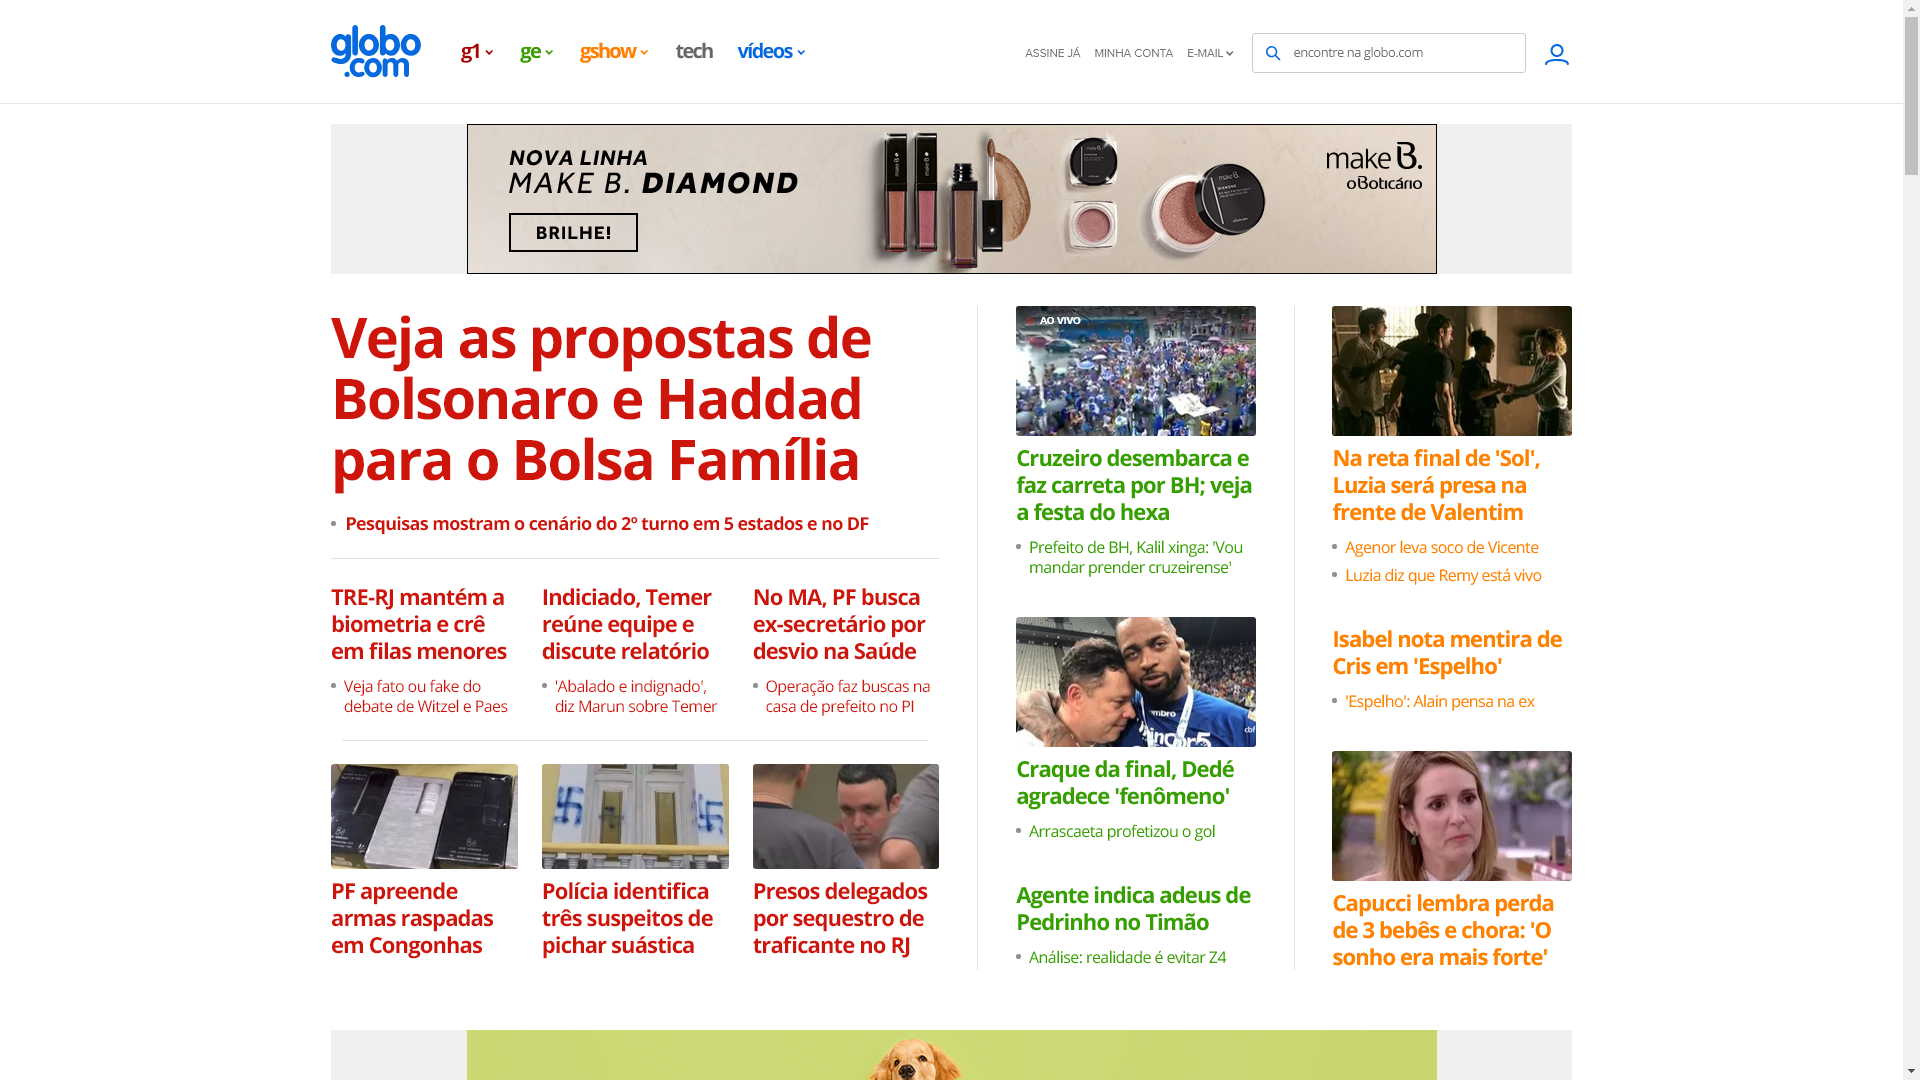 globo
.com
g1
ge
gshow
tech
vídeos
ASSINE JÁ
MINHA CONTA
E-MAIL
encontre na globo.com
NOVA LINHA
MAKE B. DIAMOND
BRILHE!
make B.
oBoticário
Veja as propostas de
Bolsonaro e Haddad
para o Bolsa Família
Pesquisas mostram o cenário do 2º turno em 5 estados e no DF
TRE-RJ mantém a
biometria e crê
em filas menores
Veja fato ou fake do
debate de Witzel e Paes
Indiciado, Temer
reúne equipe e
discute relatório
'Abalado e indignado',
diz Marun sobre Temer
No MA, PF busca
ex-secretário por
desvio na Saúde
Operação faz buscas na
casa de prefeito no PI
PF apreende
armas raspadas
em Congonhas
Polícia identifica
três suspeitos de
pichar suástica
Presos delegados
por sequestro de
traficante no RJ
AO VIVO
Cruzeiro desembarca e
faz carreta por BH; veja
a festa do hexa
Prefeito de BH, Kalil xinga: 'Vou
mandar prender cruzeirense'
umbro
cbf
Craque da final, Dedé
agradece 'fenômeno'
Arrascaeta profetizou o gol
Agente indica adeus de
Pedrinho no Timão
Análise: realidade é evitar Z4
Na reta final de 'Sol',
Luzia será presa na
frente de Valentim
Agenor leva soco de Vicente
Luzia diz que Remy está vivo
Isabel nota mentira de
Cris em 'Espelho'
'Espelho': Alain pensa na ex
Capucci lembra perda
de 3 bebês e chora: 'O
sonho era mais forte'